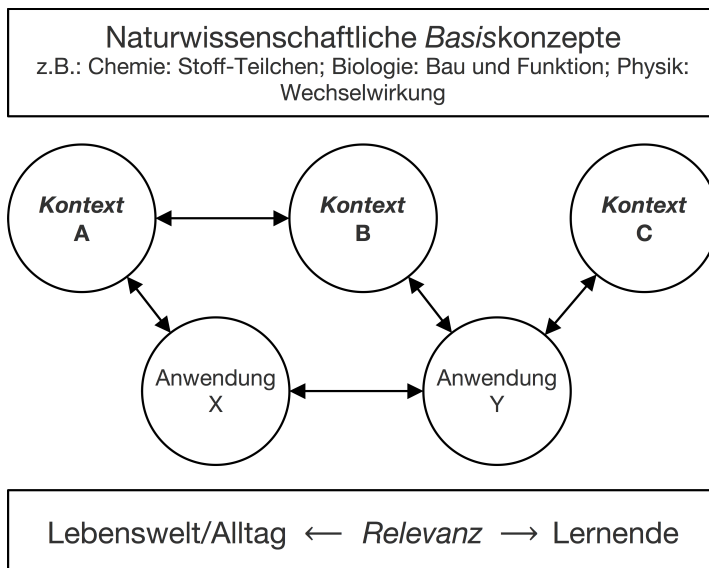 Naturwissenschaftliche Basiskonzepte
z.B.: Chemie: Stoff-Teilchen; Biologie: Bau und Funktion; Physik:
Wechselwirkung
Kontext
A
Kontext
B
Kontext
C
Anwendung
X
Anwendung
Y
Lebenswelt/Alltag ← Relevanz → Lernende